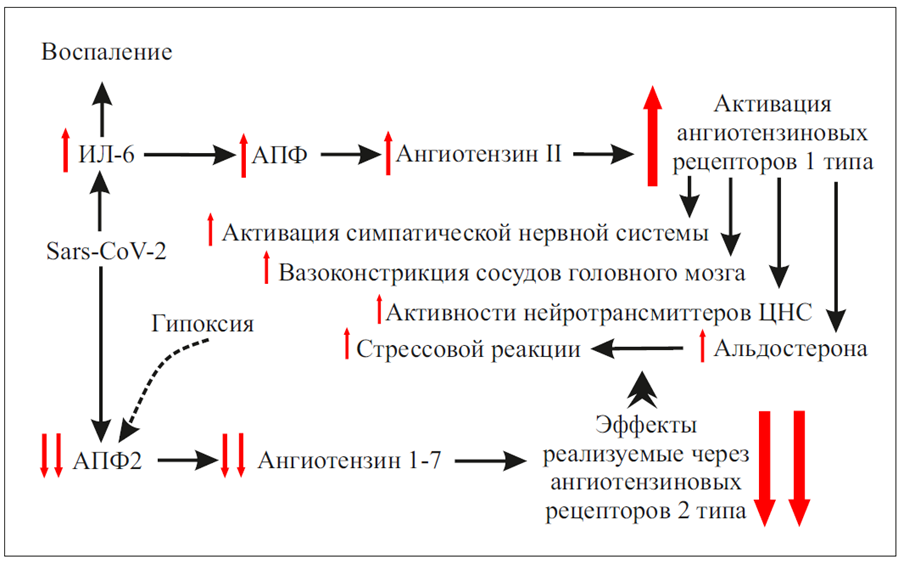 Воспаление
ИЛ-6
АПФ
Ангиотензин II
Активация
ангиотензиновых
рецепторов 1 типа
Sars-CoV-2
Активация симпатической нервной системы
Вазоконстрикция сосудов головного мозга
Активности нейротрансмиттеров ЦНС
Гипоксия
Стрессовой реакции
Альдостерона
АПФ2
Ангиотензин 1-7
Эффекты
реализуемые через
ангиотензиновых
рецепторов 2 типа